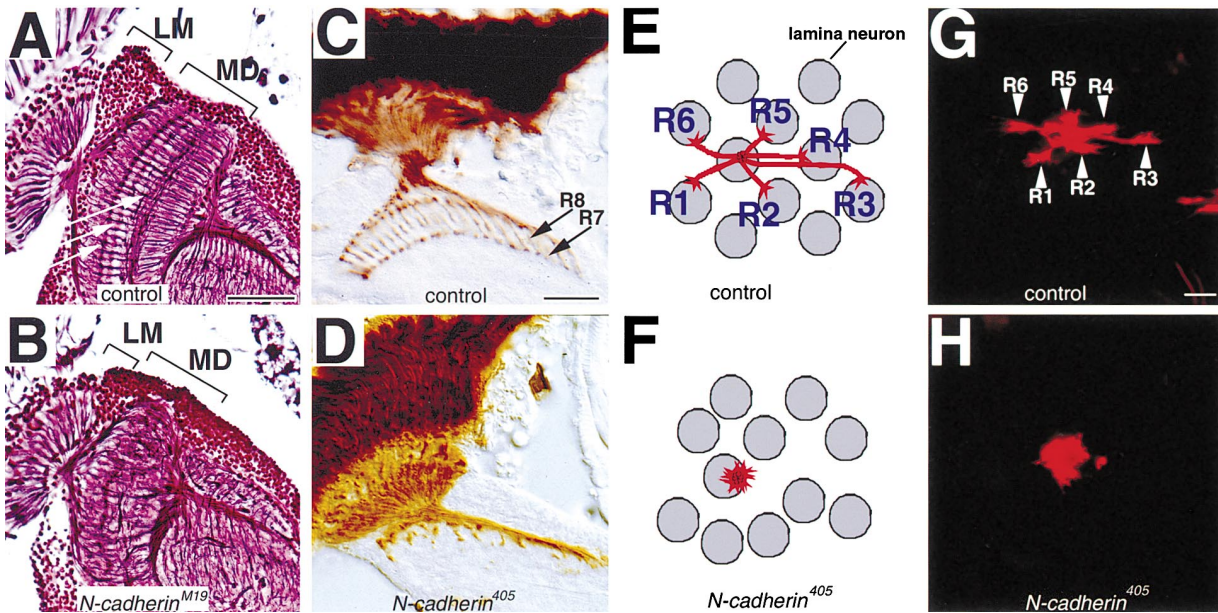 A
LM
MD
control
B
LM
MD
N-cadherin^M19
C
R8
R7
control
D
N-cadherin^405
E
lamina neuron
R6
R5
R4
R1
R2
R3
control
F
N-cadherin^405
G
R6
R5
R4
R1
R2
R3
control
H
N-cadherin^405